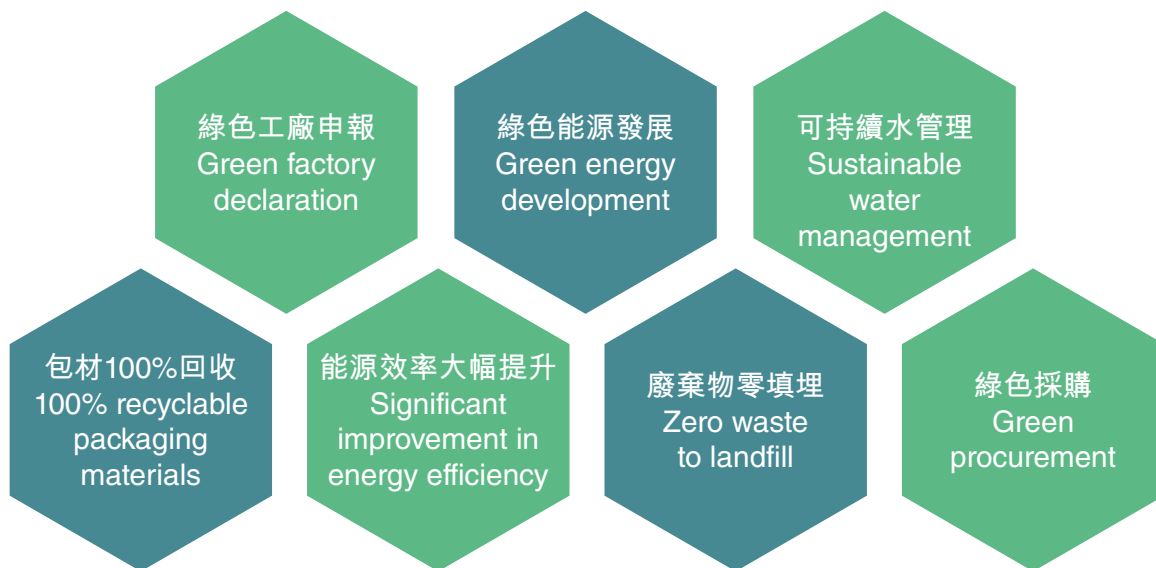 綠色工廠申報
Green factory
declaration
綠色能源發展
Green energy
development
可持續水管理
Sustainable
water
management
包材100%回收
100% recyclable
packaging
materials
能源效率大幅提升
Significant
improvement in
energy efficiency
廢棄物零填埋
Zero waste
to landfill
綠色採購
Green
procurement